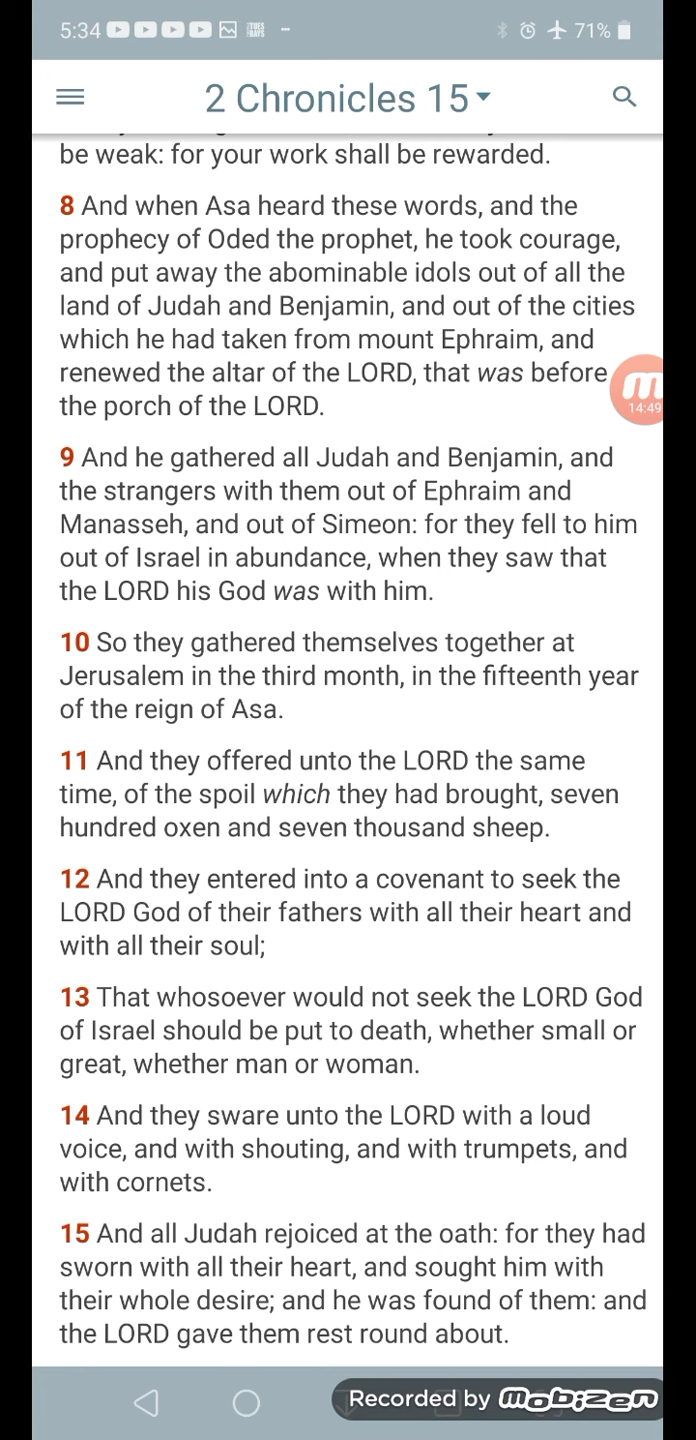 5:34
71%
2 Chronicles 15
be weak: for your work shall be rewarded.
8 And when Asa heard these words, and the
prophecy of Oded the prophet, he took courage,
and put away the abominable idols out of all the
land of Judah and Benjamin, and out of the cities
which he had taken from mount Ephraim, and
renewed the altar of the LORD, that was before
the porch of the LORD.
14:49
9 And he gathered all Judah and Benjamin, and
the strangers with them out of Ephraim and
Manasseh, and out of Simeon: for they fell to him
out of Israel in abundance, when they saw that
the LORD his God was with him.
10 So they gathered themselves together at
Jerusalem in the third month, in the fifteenth year
of the reign of Asa.
11 And they offered unto the LORD the same
time, of the spoil which they had brought, seven
hundred oxen and seven thousand sheep.
12 And they entered into a covenant to seek the
LORD God of their fathers with all their heart and
with all their soul;
13 That whosoever would not seek the LORD God
of Israel should be put to death, whether small or
great, whether man or woman.
14 And they sware unto the LORD with a loud
voice, and with shouting, and with trumpets, and
with cornets.
15 And all Judah rejoiced at the oath: for they had
sworn with all their heart, and sought him with
their whole desire; and he was found of them: and
the LORD gave them rest round about.
Recorded by Mobizen